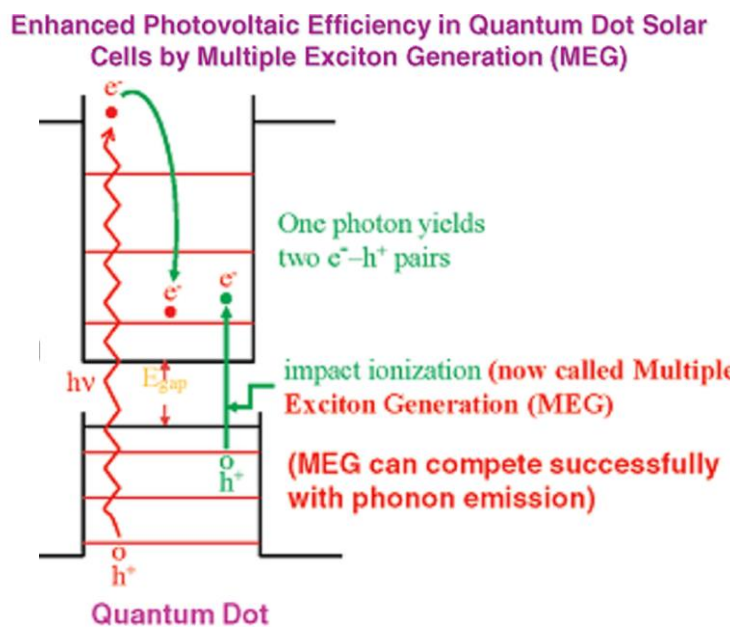 Enhanced Photovoltaic Efficiency in Quantum Dot Solar
Cells by Multiple Exciton Generation (MEG)
e-
One photon yields
two e⁻–h⁺ pairs
e-
e-
hν
Egap
impact ionization (now called Multiple
Exciton Generation (MEG)
(MEG can compete successfully
with phonon emission)
o
h⁺
o
h⁺
Quantum Dot